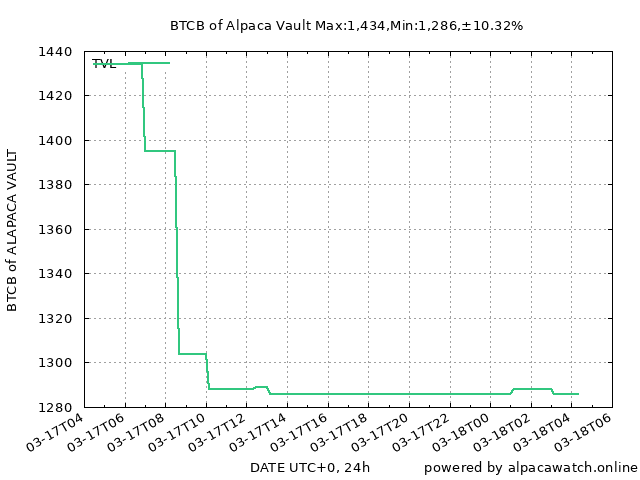 BTCB of Alpaca Vault Max:1,434,Min:1,286,±10.32%
1440
TVL
1420
1400
1380
1360
1340
1320
1300
1280
BTCB of ALAPACA VAULT
03-17T04
03-17T06
03-17T08
03-17T10
03-17T12
03-17T14
03-17T16
03-17T18
03-17T20
03-17T22
03-18T00
03-18T02
03-18T04
03-18T06
DATE UTC+0, 24h
powered by alpacawatch.online